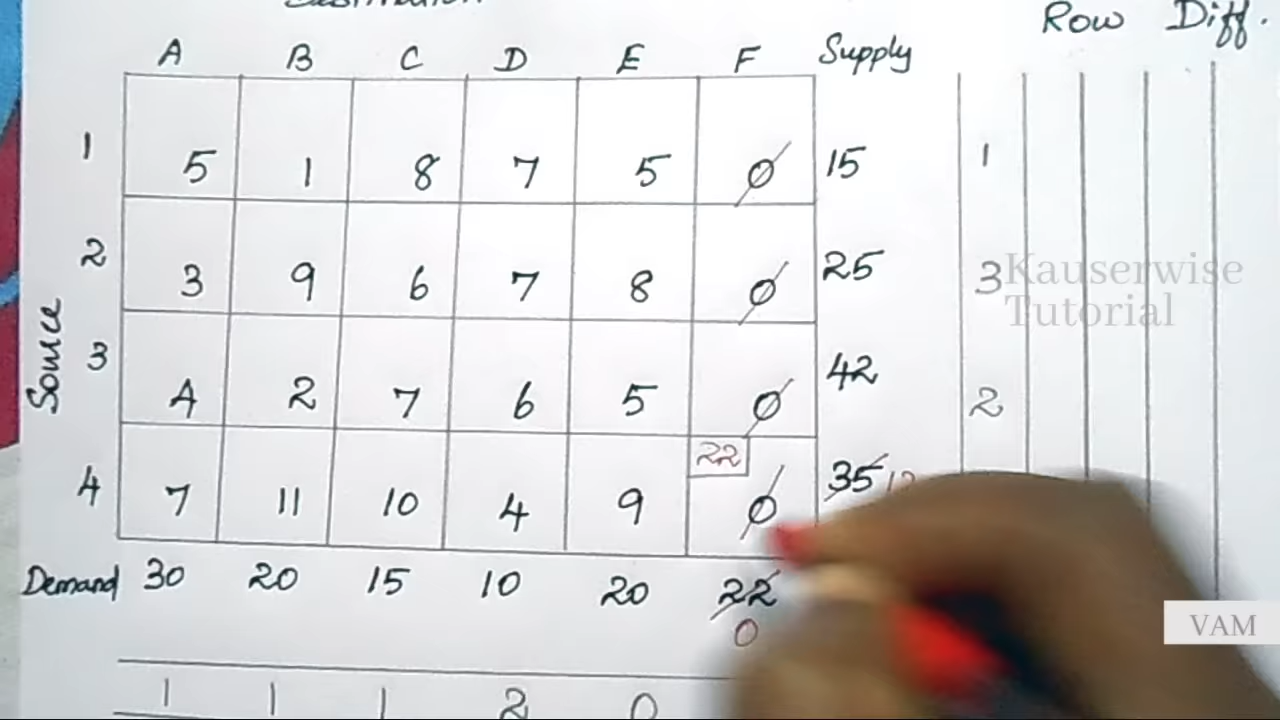 Row Diff.
A B C D E F Supply
1 5 1 8 7 5 0 15 1
2 3 9 6 7 8 0 25 3
Kauserwise
Tutorial
Source
3 4 2 7 6 5 0 42 2
22
4 7 11 10 4 9 0 35
Demand 30 20 15 10 20 22
0
VAM
1 1 1 2 0